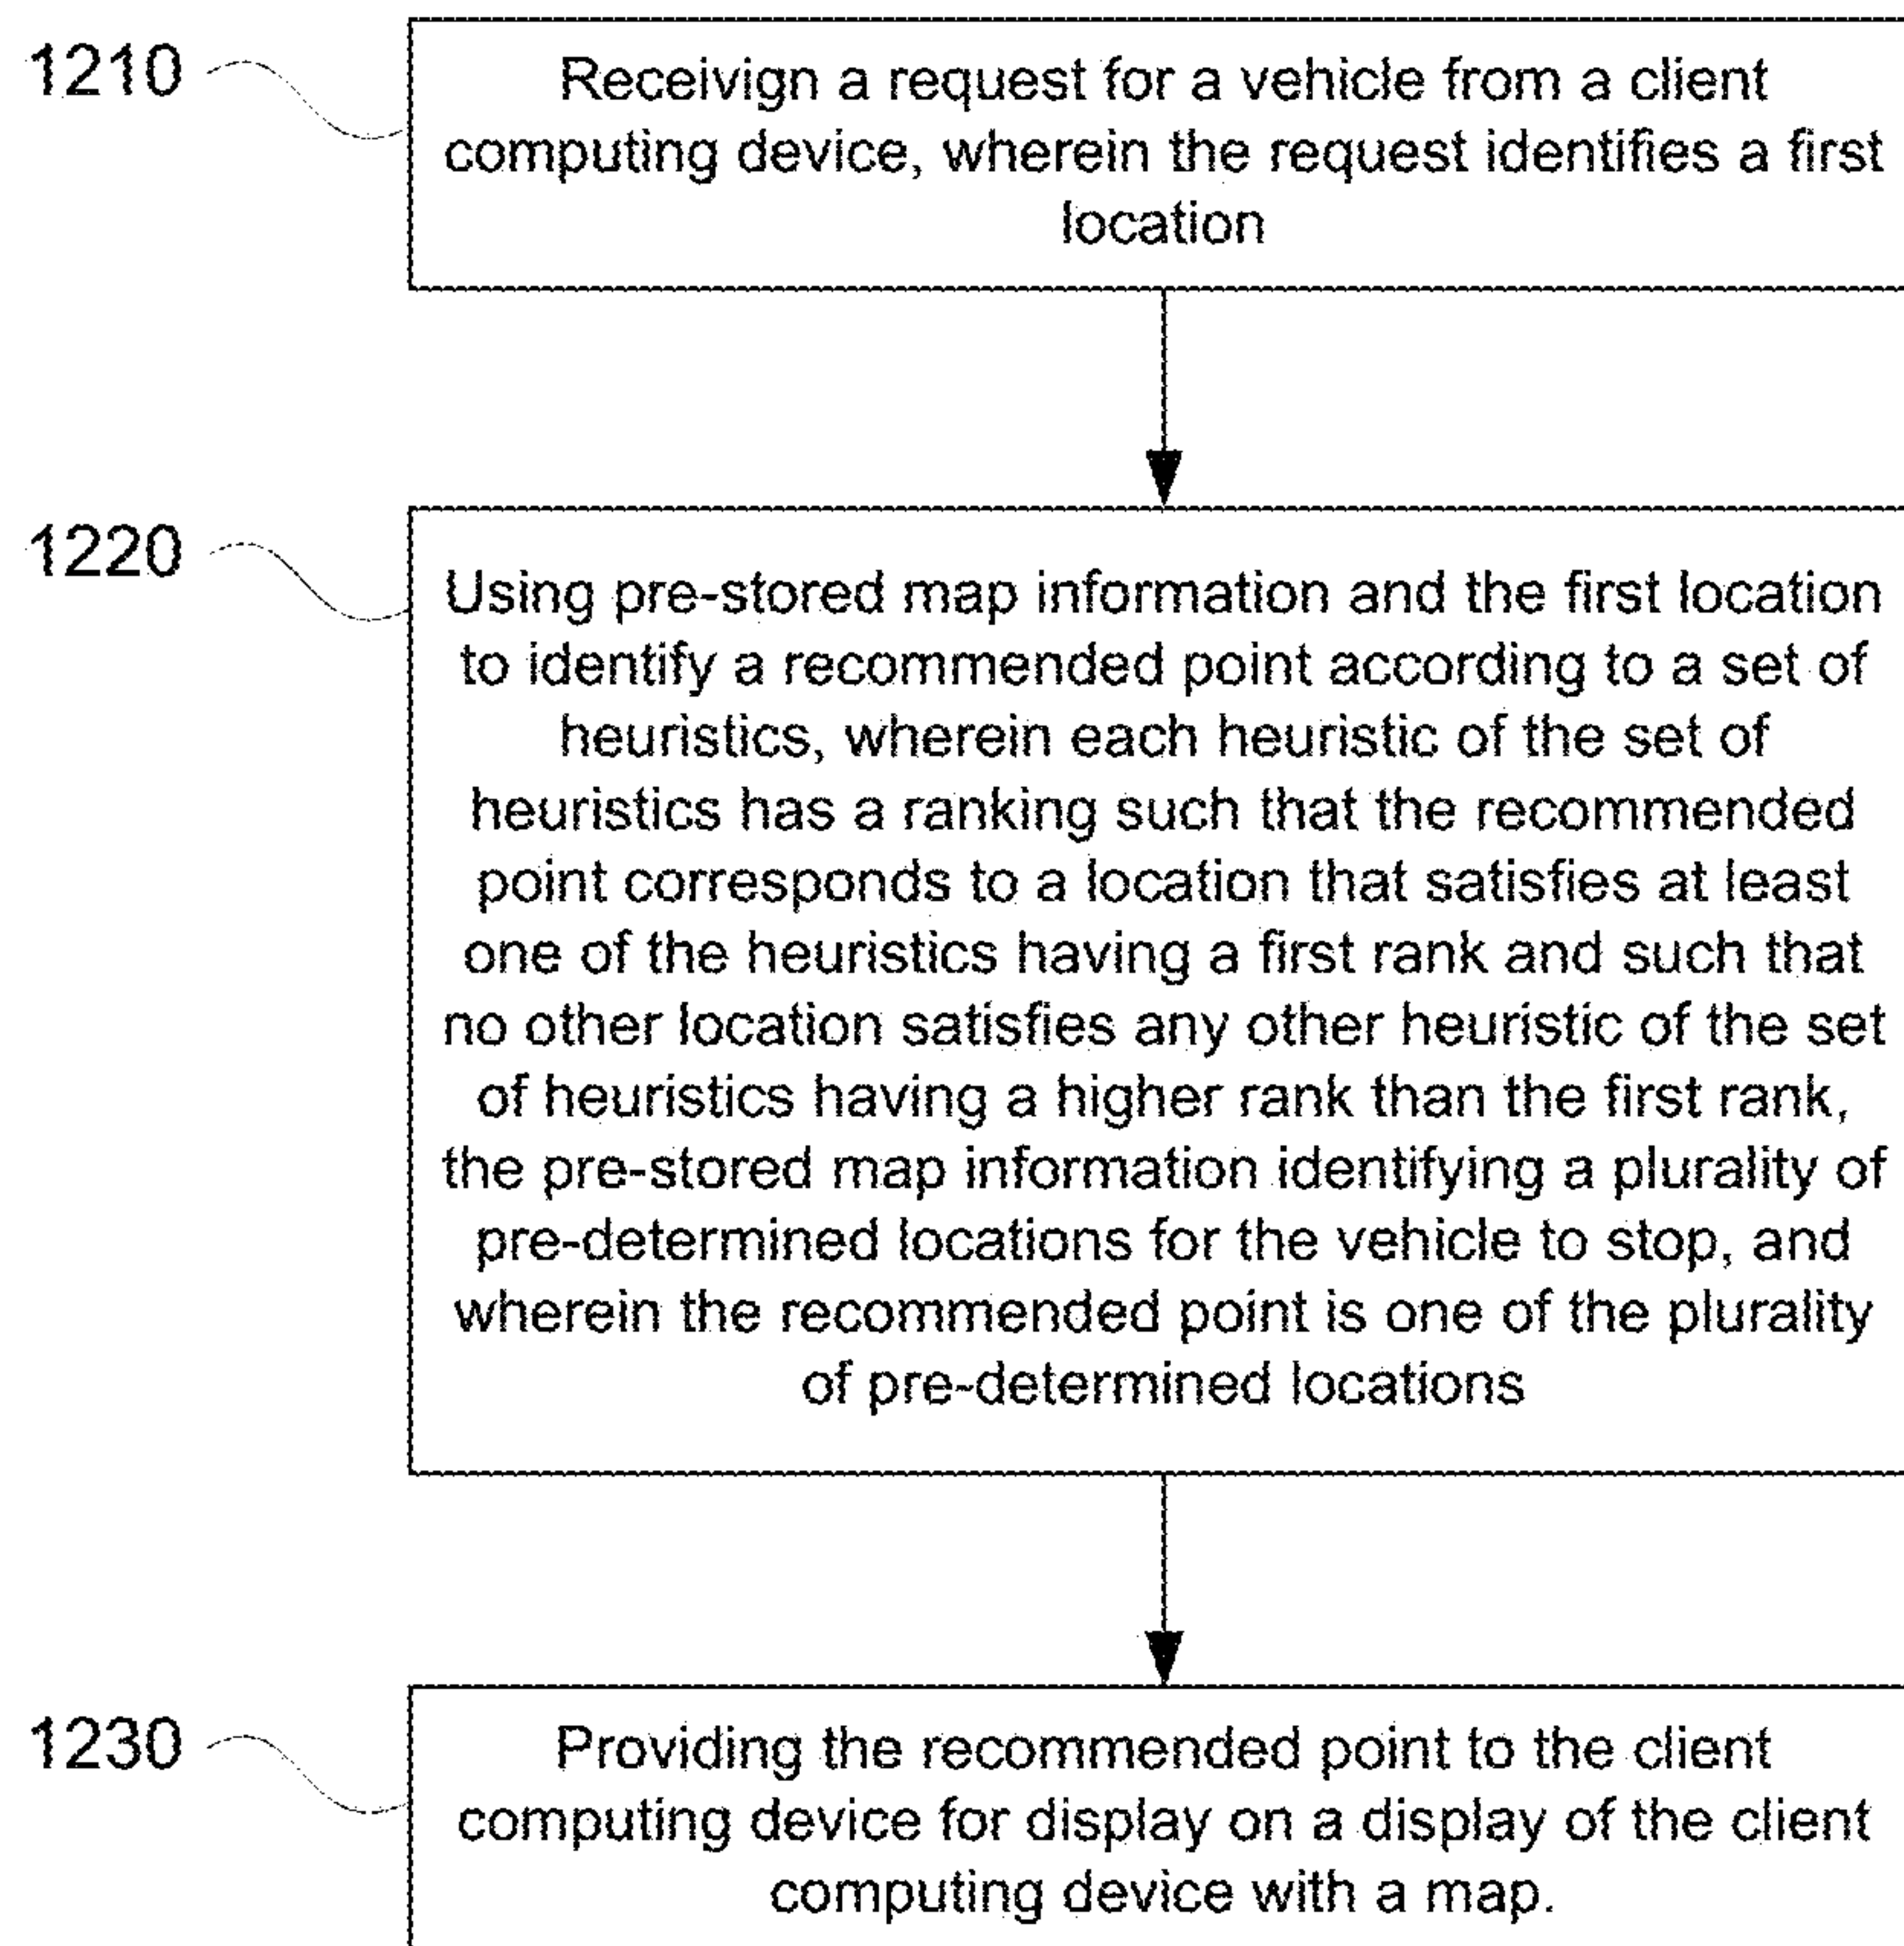 1210
Receivign a request for a vehicle from a client
computing device, wherein the request identifies a first
location
1220
Using pre-stored map information and the first location
to identify a recommended point according to a set of
heuristics, wherein each heuristic of the set of
heuristics has a ranking such that the recommended
point corresponds to a location that satisfies at least
one of the heuristics having a first rank and such that
no other location satisfies any other heuristic of the set
of heuristics having a higher rank than the first rank,
the pre-stored map information identifying a plurality of
pre-determined locations for the vehicle to stop, and
wherein the recommended point is one of the plurality
of pre-determined locations
1230
Providing the recommended point to the client
computing device for display on a display of the client
computing device with a map.